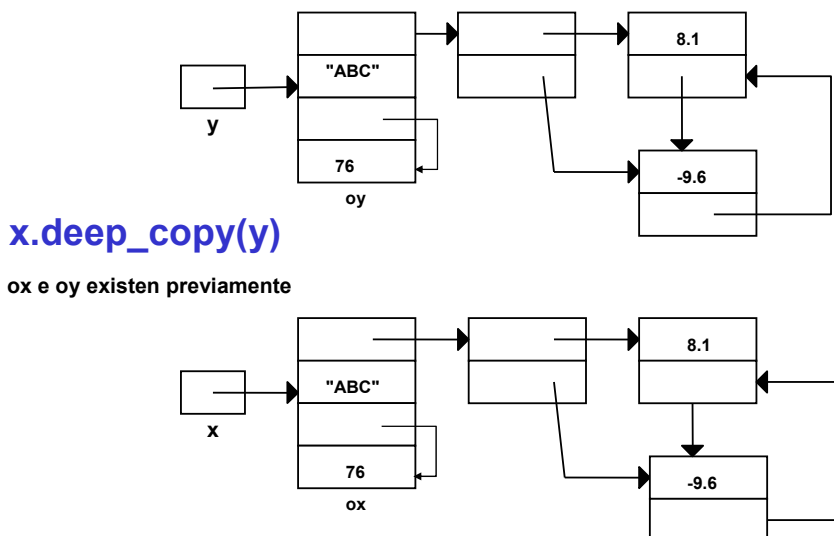 8.1
"ABC"
y
76
-9.6
oy
x.deep_copy(y)
ox e oy existen previamente
8.1
"ABC"
x
76
-9.6
ox